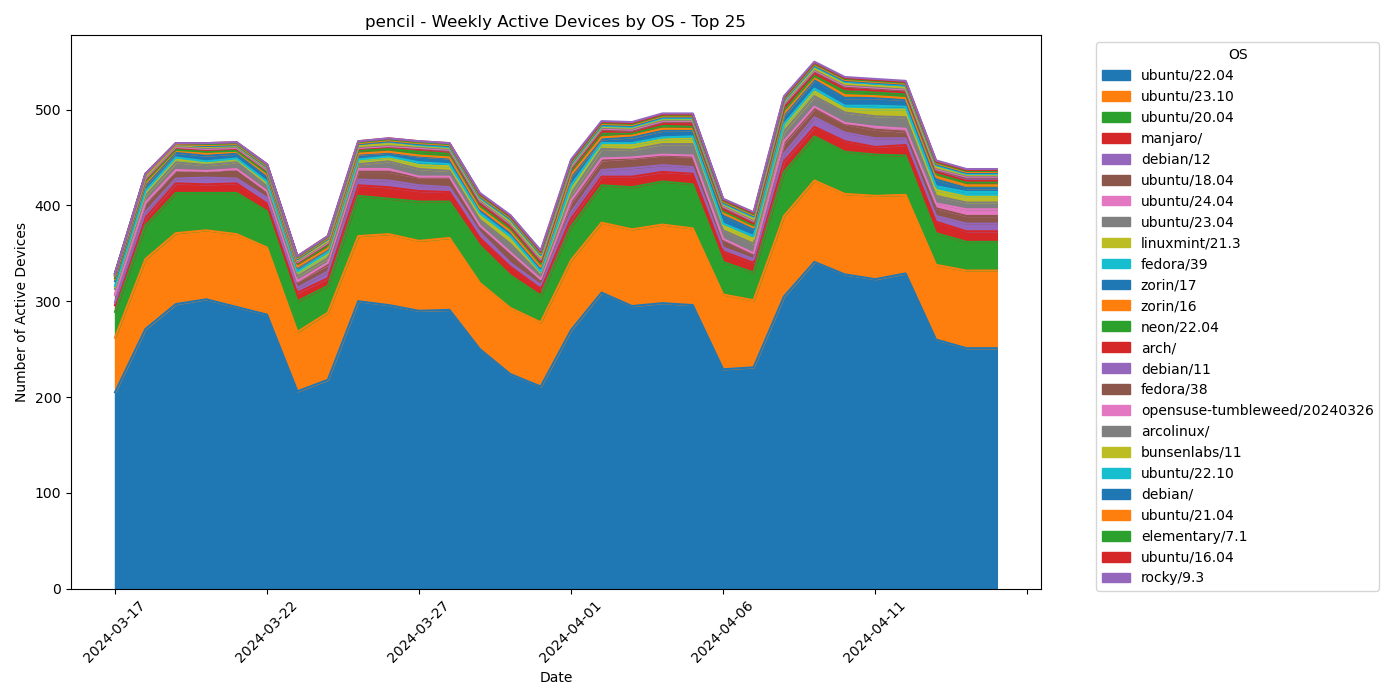 pencil - Weekly Active Devices by OS - Top 25
Number of Active Devices
500
400
300
200
100
0
2024-03-17
2024-03-22
2024-03-27
2024-04-01
2024-04-06
2024-04-11
Date
OS
ubuntu/22.04
ubuntu/23.10
ubuntu/20.04
manjaro/
debian/12
ubuntu/18.04
ubuntu/24.04
ubuntu/23.04
linuxmint/21.3
fedora/39
zorin/17
zorin/16
neon/22.04
arch/
debian/11
fedora/38
opensuse-tumbleweed/20240326
arcolinux/
bunsenlabs/11
ubuntu/22.10
debian/
ubuntu/21.04
elementary/7.1
ubuntu/16.04
rocky/9.3